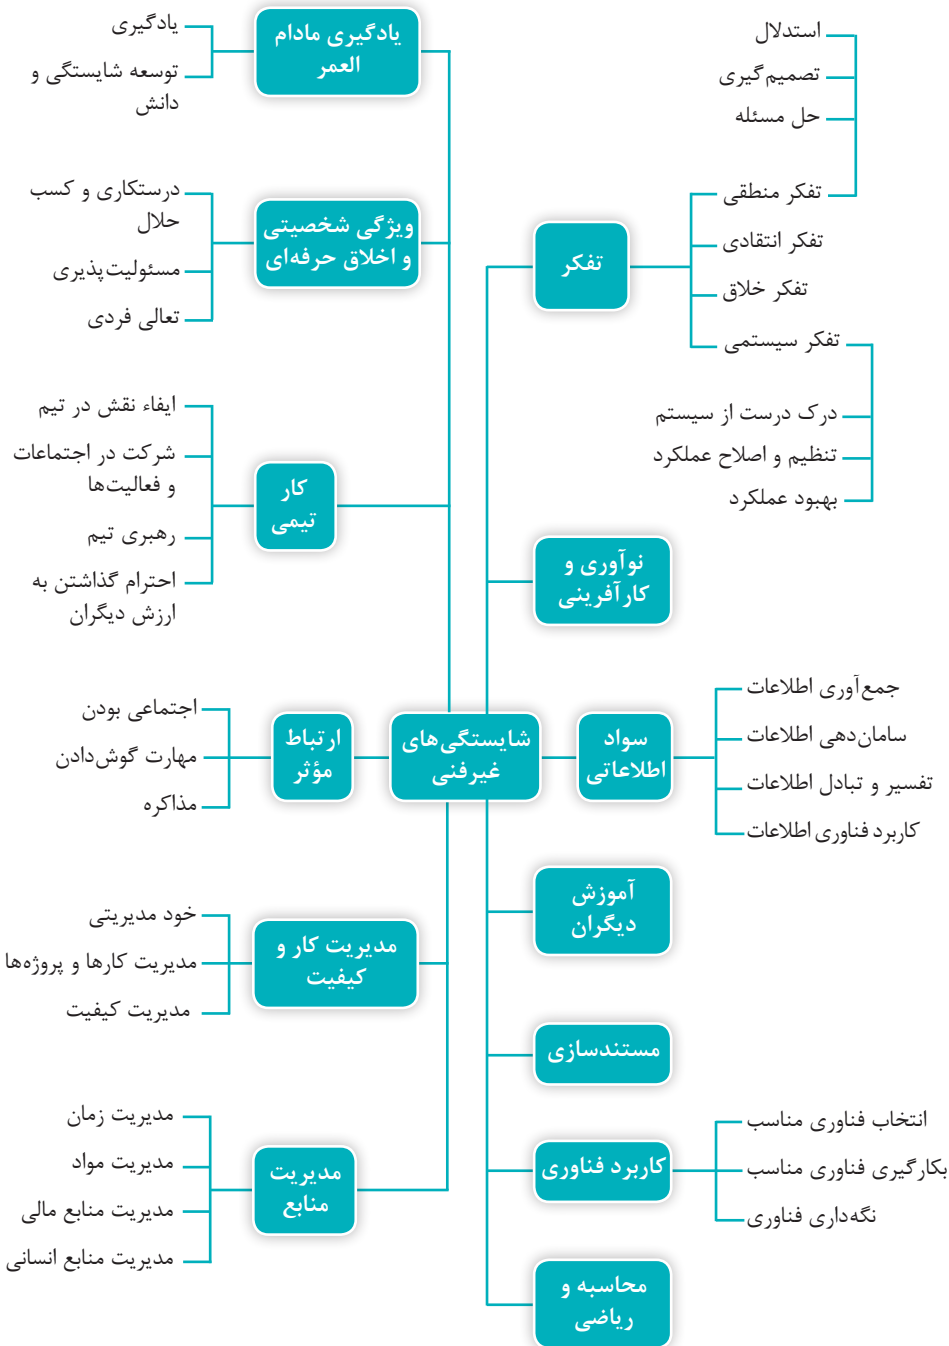 شایستگی‌های
غیرفنی
تفکر
تفکر منطقی
استدلال
تصمیم‌گیری
حل مسئله
تفکر انتقادی
تفکر خلاق
تفکر سیستمی
درک درست از سیستم
تنظیم و اصلاح عملکرد
بهبود عملکرد
نوآوری و
کارآفرینی
سواد
اطلاعاتی
جمع‌آوری اطلاعات
سامان‌دهی اطلاعات
تفسیر و تبادل اطلاعات
کاربرد فناوری اطلاعات
آموزش
دیگران
مستندسازی
کاربرد فناوری
انتخاب فناوری مناسب
بکارگیری فناوری مناسب
نگه‌داری فناوری
محاسبه و
ریاضی
یادگیری مادام
العمر
یادگیری
توسعه شایستگی و
دانش
ویژگی شخصیتی
و اخلاق حرفه‌ای
درستکاری و کسب
حلال
مسئولیت‌پذیری
تعالی فردی
کار
تیمی
ایفاء نقش در تیم
شرکت در اجتماعات
و فعالیت‌ها
رهبری تیم
احترام گذاشتن به
ارزش دیگران
ارتباط
مؤثر
اجتماعی بودن
مهارت گوش‌دادن
مذاکره
مدیریت کار و
کیفیت
خود مدیریتی
مدیریت کارها و پروژه‌ها
مدیریت کیفیت
مدیریت
منابع
مدیریت زمان
مدیریت مواد
مدیریت منابع مالی
مدیریت منابع انسانی